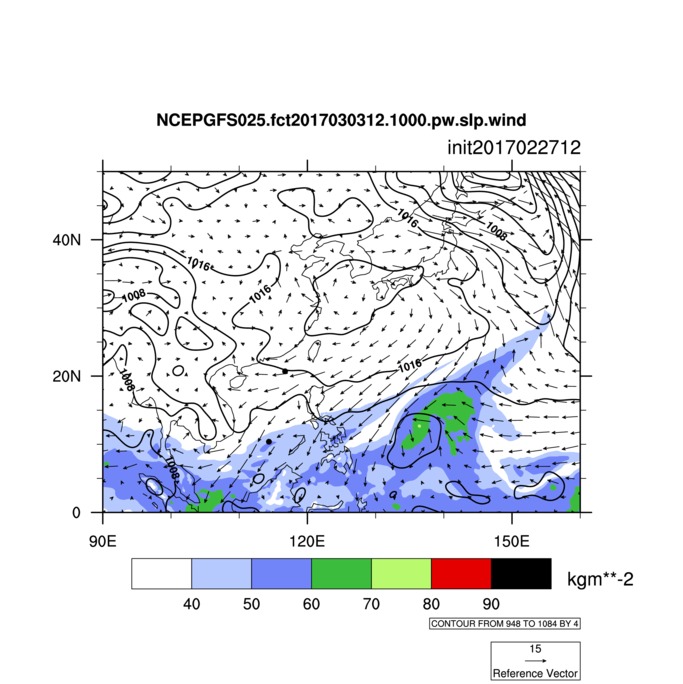 NCEPGFS025.fct2017030312.1000.pw.slp.wind
init2017022712
1016
1008
40N
1016
1008
1016
1016
1008
20N
1008
0
90E 120E 150E
kgm**-2
40 50 60 70 80 90
CONTOUR FROM 948 TO 1084 BY 4
15
Reference Vector